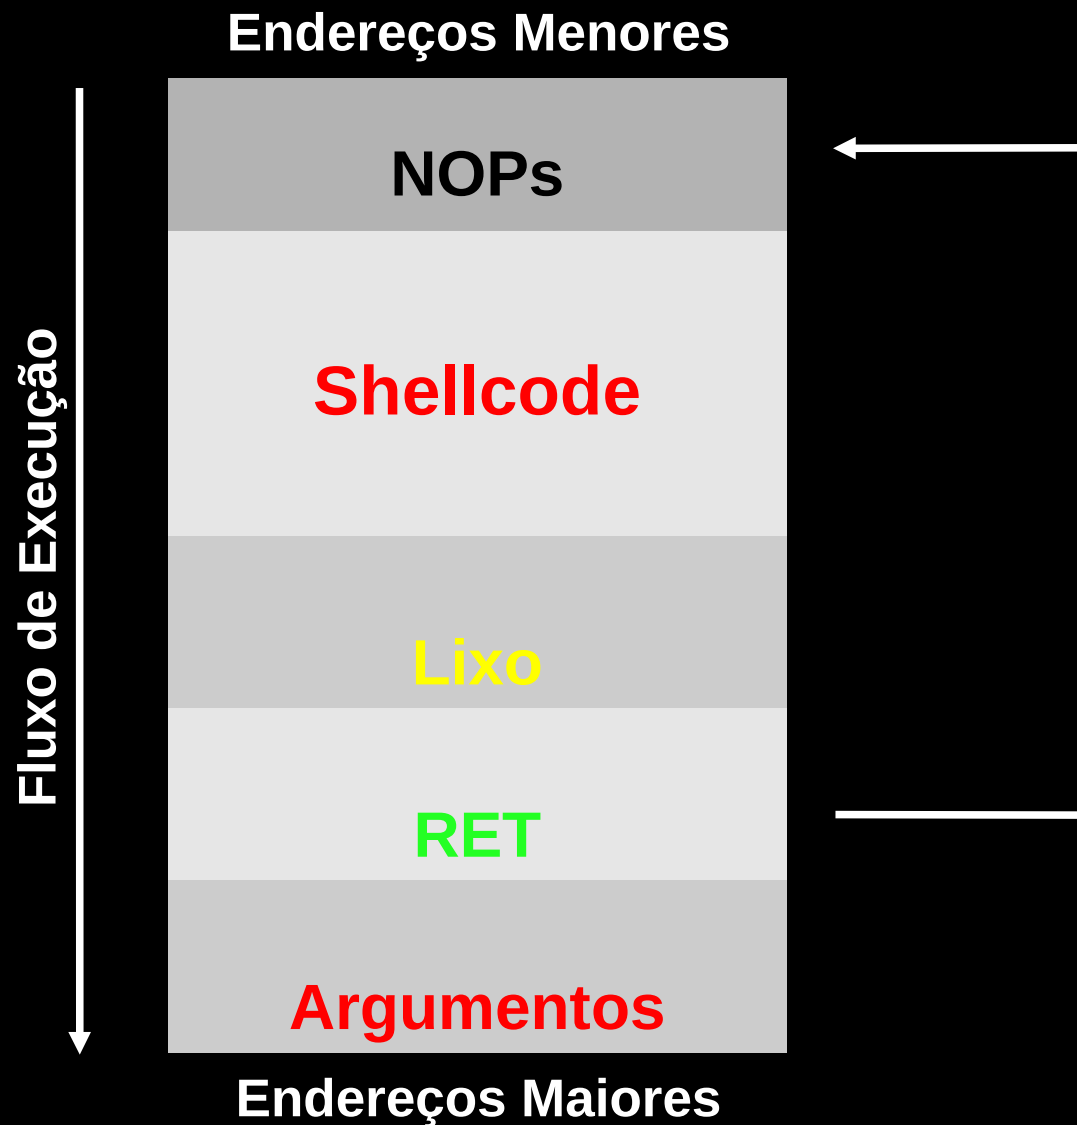 Endereços Menores
NOPs
Shellcode
Fluxo de Execução
Lixo
RET
Argumentos
Endereços Maiores